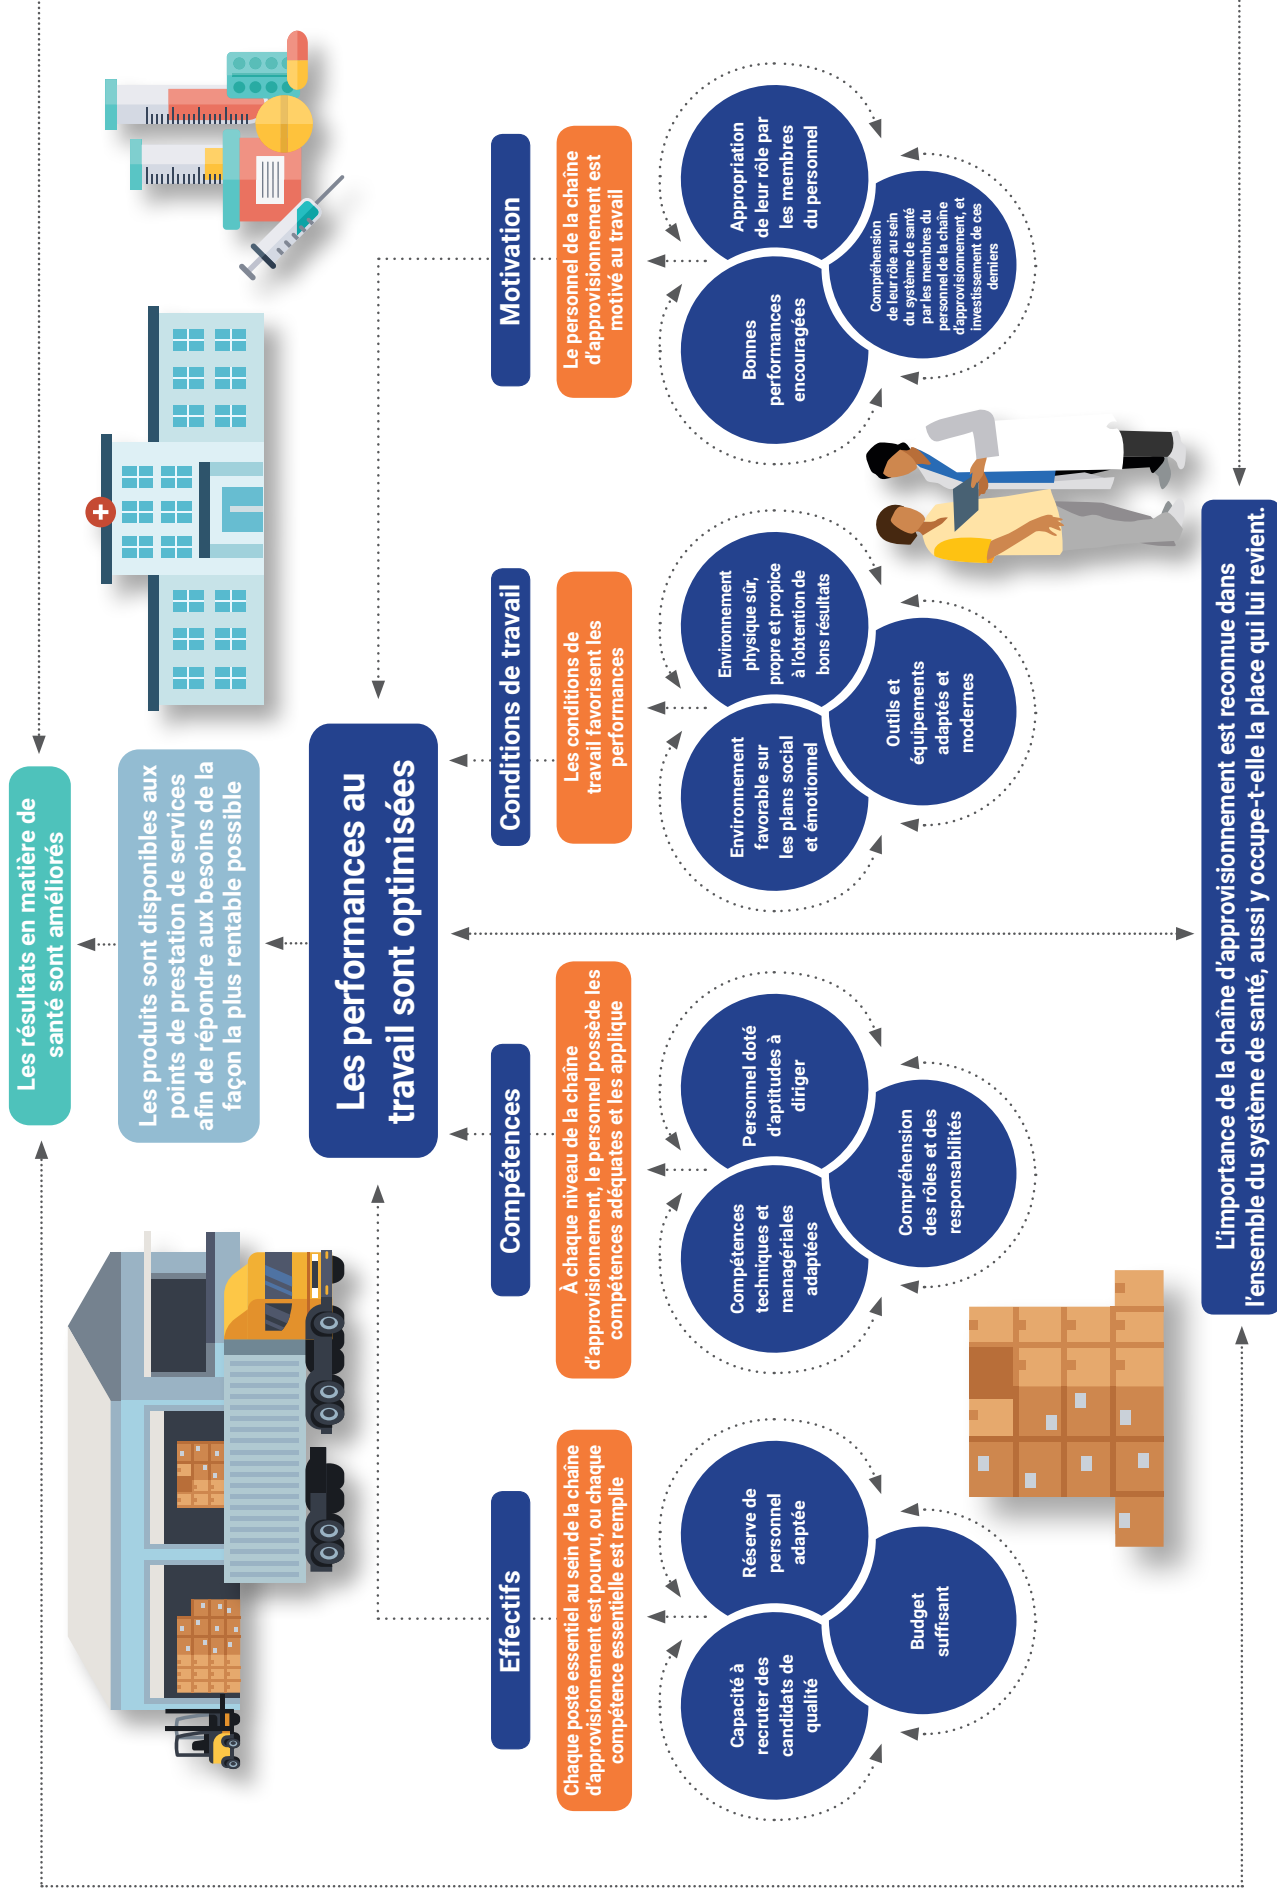 Les résultats en matière de
santé sont améliorés
Les produits sont disponibles aux
points de prestation de services
afin de répondre aux besoins de la
façon la plus rentable possible
Les performances au
travail sont optimisées
Effectifs
Chaque poste essentiel au sein de la chaîne
d'approvisionnement est pourvu, ou chaque
compétence essentielle est remplie
Capacité à
recruter des
candidats de
qualité
Réserve de
personnel
adaptée
Budget
suffisant
Compétences
À chaque niveau de la chaîne
d'approvisionnement, le personnel possède les
compétences adéquates et les applique
Compétences
techniques et
managériales
adaptées
Personnel doté
d'aptitudes à
diriger
Compréhension
des rôles et des
responsabilités
Conditions de travail
Les conditions de
travail favorisent les
performances
Environnement
favorable sur
les plans social
et émotionnel
Environnement
physique sûr,
propre et propice
à l'obtention de
bons résultats
Outils et
équipements
adaptés et
modernes
Motivation
Le personnel de la chaîne
d'approvisionnement est
motivé au travail
Bonnes
performances
encouragées
Appropriation
de leur rôle par
les membres
du personnel
Compréhension
de leur rôle au sein
du système de santé
par les membres du
personnel de la chaîne
d'approvisionnement, et
investissement de ces
derniers
L'importance de la chaîne d'approvisionnement est reconnue dans
l'ensemble du système de santé, aussi y occupe-t-elle la place qui lui revient.